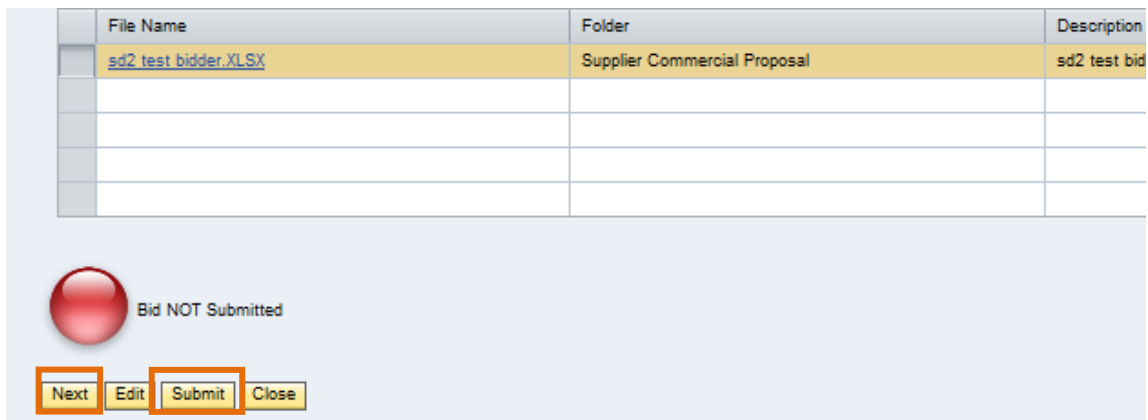 File Name Folder Description
sd2 test bidder.XLSX Supplier Commercial Proposal sd2 test bid
Bid NOT Submitted
Next Edit Submit Close